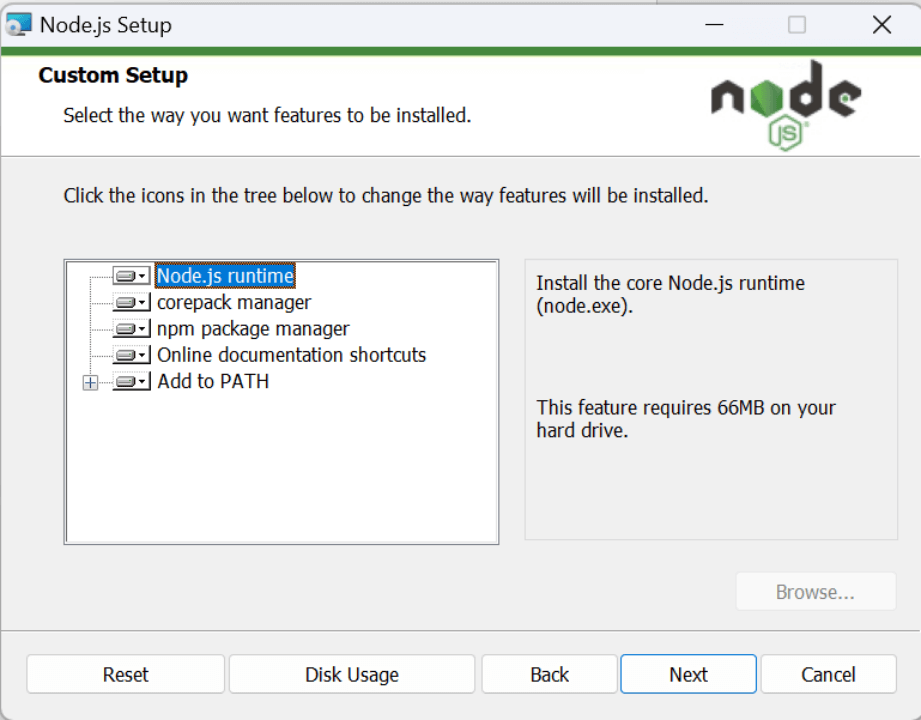 Node.js Setup
Custom Setup
Select the way you want features to be installed.
node
JS
®
Click the icons in the tree below to change the way features will be installed.
Node.js runtime
corepack manager
npm package manager
Online documentation shortcuts
Add to PATH
Install the core Node.js runtime
(node.exe).
This feature requires 66MB on your
hard drive.
Browse...
Reset
Disk Usage
Back
Next
Cancel